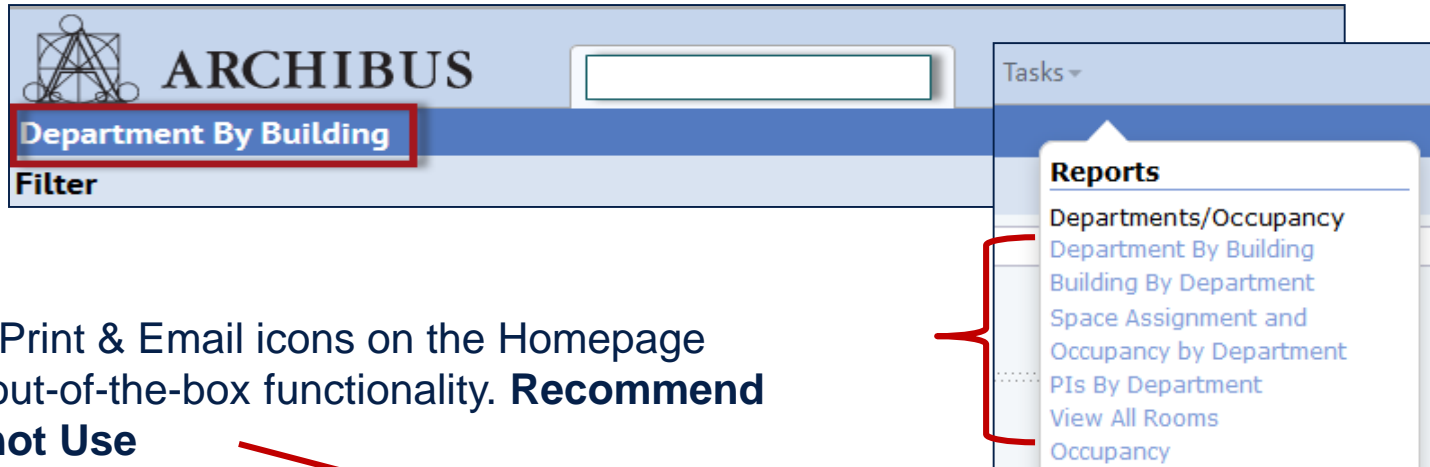 ARCHIBUS
Department By Building
Filter
Tasks
Reports
Departments/Occupancy
Department By Building
Building By Department
Space Assignment and
Occupancy by Department
PIs By Department
View All Rooms
Occupancy
Print & Email icons on the Homepage
out-of-the-box functionality. Recommend
not Use